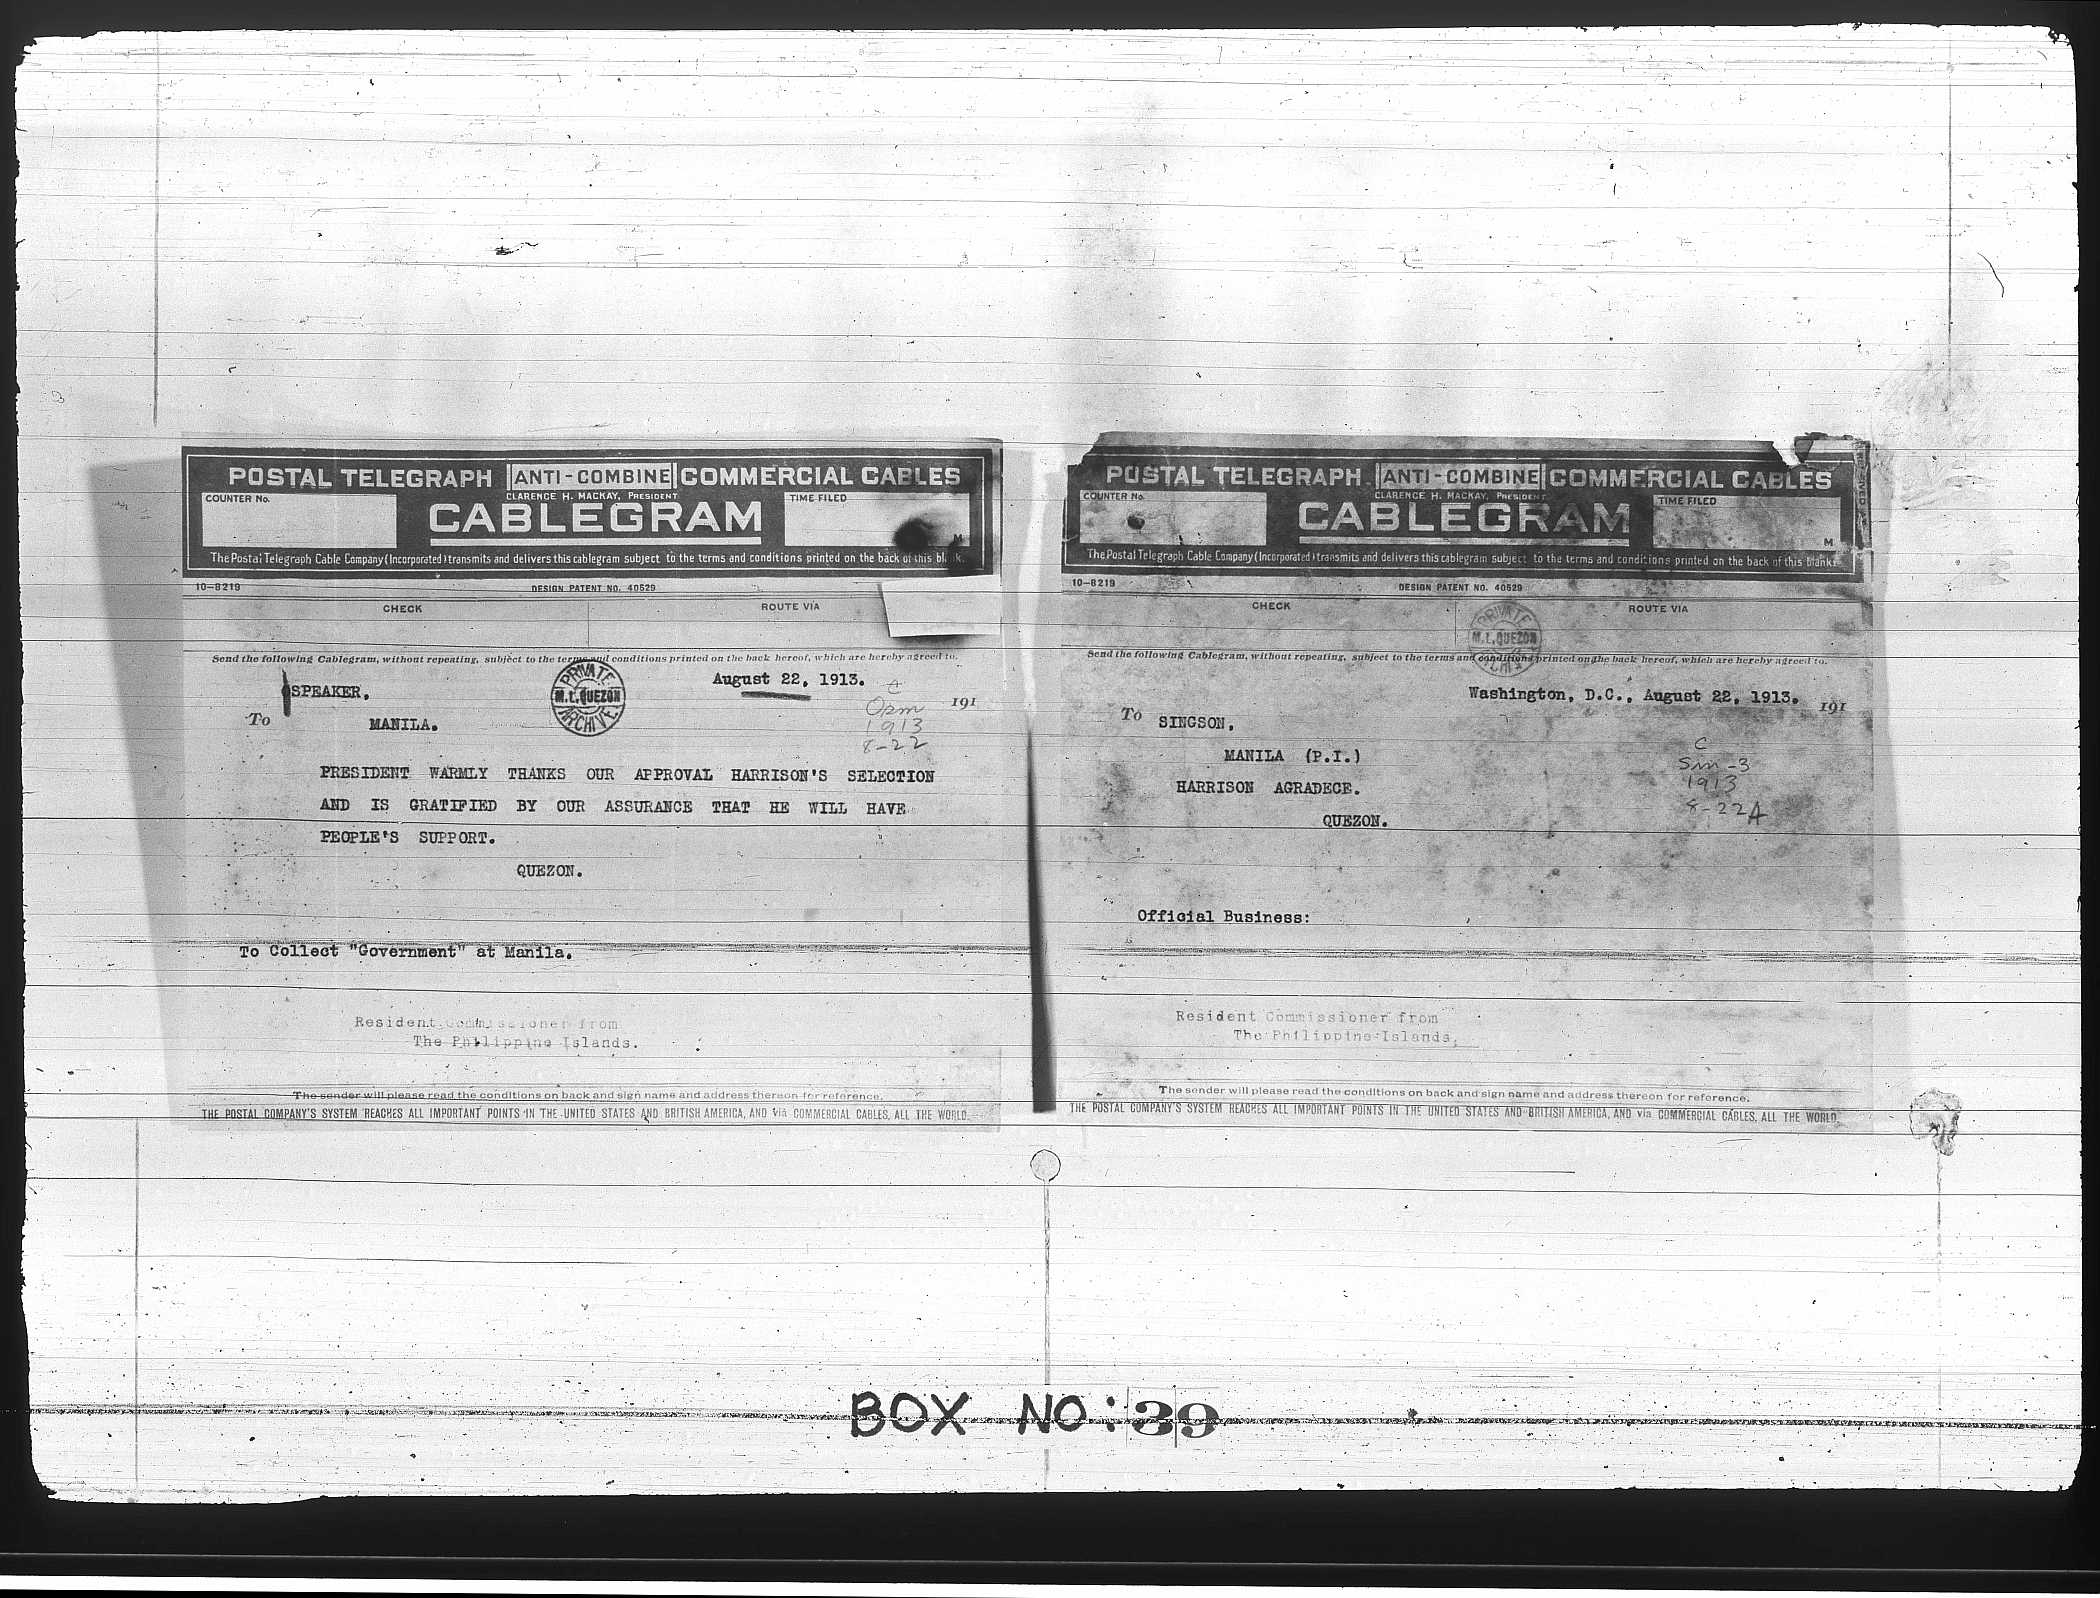 POSTAL TELEGRAPH ANTI-COMBINE COMMERCIAL CABLES
CLARENCE H. MACKAY, PRESIDENT
COUNTER No.
TIME FILED
CABLEGRAM
M
The Postal Telegraph Cable Company (Incorporated) transmits and delivers this cablegram subject to the terms and conditions printed on the back of this blank.
10-8219
DESIGN PATENT NO. 40529
CHECK
ROUTE VIA
Send the following Cablegram, without repeating, subject to the terms and conditions printed on the back hereof, which are hereby agreed to.
PRIVATE
M.L.QUEZON
ARCHIVE
August 22, 1913.
191
C
Osm
1913
8-22
SPEAKER,
To
MANILA.
PRESIDENT WARMLY THANKS OUR APPROVAL HARRISON'S SELECTION
AND IS GRATIFIED BY OUR ASSURANCE THAT HE WILL HAVE
PEOPLE'S SUPPORT.
QUEZON.
To Collect "Government" at Manila.
Resident Commissioner from
The Philippine Islands.
The sender will please read the conditions on back and sign name and address thereon for reference.
THE POSTAL COMPANY'S SYSTEM REACHES ALL IMPORTANT POINTS IN THE UNITED STATES AND BRITISH AMERICA, AND via COMMERCIAL CABLES, ALL THE WORLD.
POSTAL TELEGRAPH ANTI-COMBINE COMMERCIAL CABLES
CLARENCE H. MACKAY, PRESIDENT
COUNTER No.
TIME FILED
CABLEGRAM
M
The Postal Telegraph Cable Company (Incorporated) transmits and delivers this cablegram subject to the terms and conditions printed on the back of this blank.
10-8219
DESIGN PATENT NO. 40529
CHECK
ROUTE VIA
PRIVATE
M.L.QUEZON
Send the following Cablegram, without repeating, subject to the terms and conditions printed on the back hereof, which are hereby agreed to.
Washington, D.C., August 22, 1913.
191
To SINGSON,
MANILA (P.I.)
C
Sm-3
1913
8-22A
HARRISON AGRADECE.
QUEZON.
Official Business:
Resident Commissioner from
The Philippine Islands,
The sender will please read the conditions on back and sign name and address thereon for reference.
THE POSTAL COMPANY'S SYSTEM REACHES ALL IMPORTANT POINTS IN THE UNITED STATES AND BRITISH AMERICA, AND via COMMERCIAL CABLES, ALL THE WORLD.
BOX NO: 39